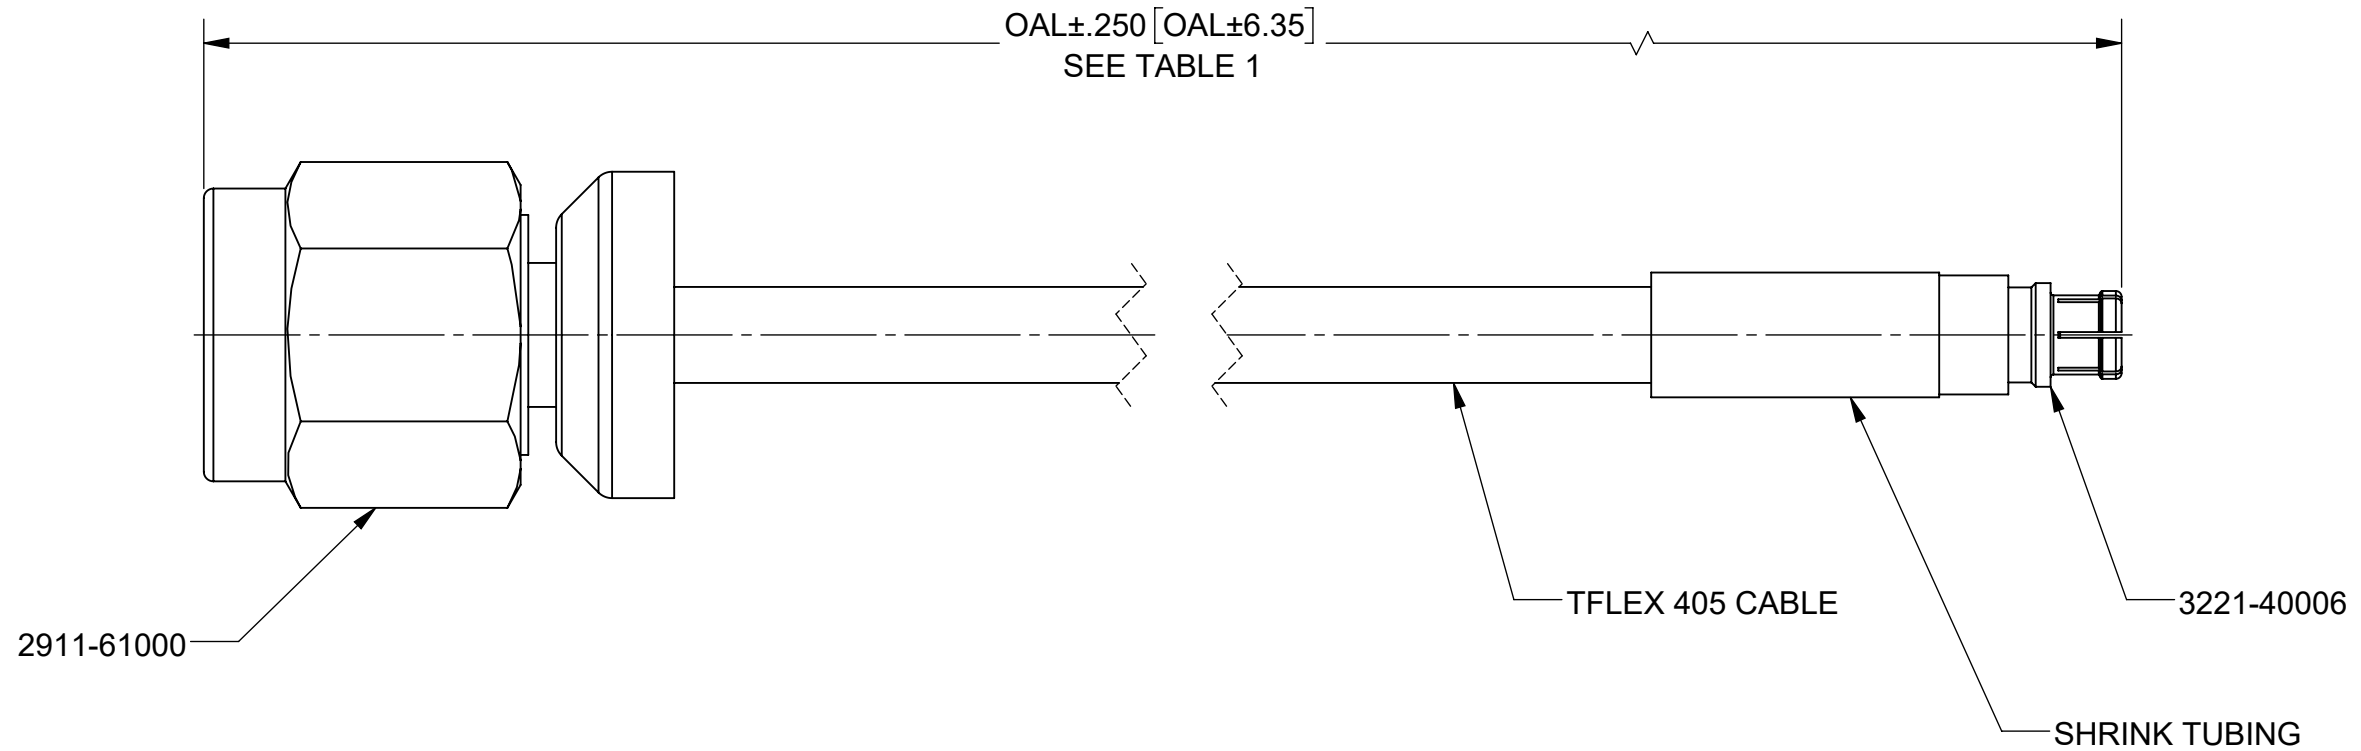 OAL±.250 [OAL±6.35]
SEE TABLE 1
TFLEX 405 CABLE
3221-40006
2911-61000
SHRINK TUBING